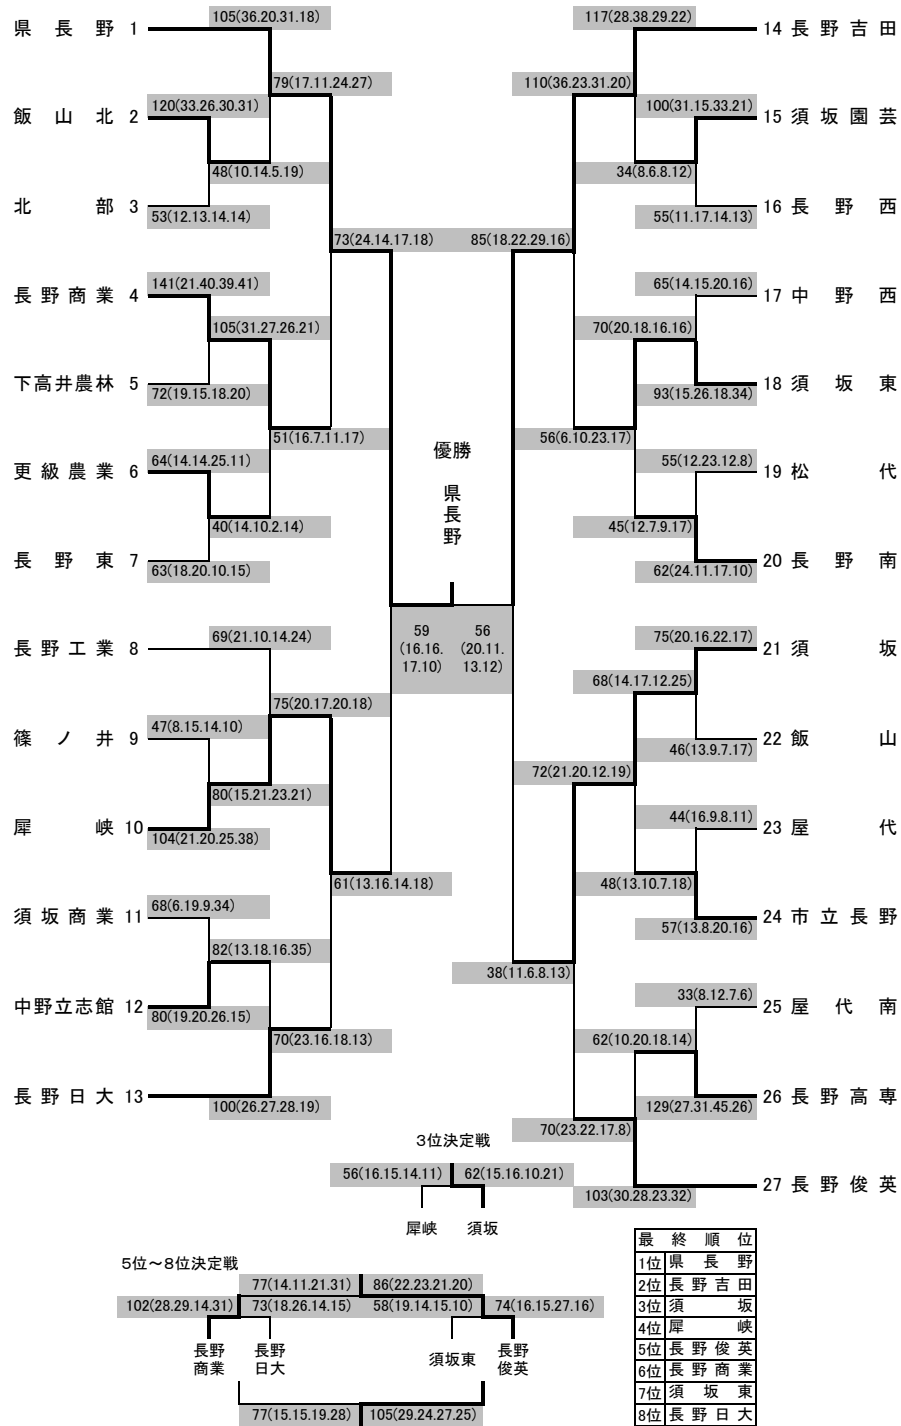 105(36.20.31.18)
県長野 1
79(17.11.24.27)
120(33.26.30.31)
飯山北 2
48(10.14.5.19)
北部 3
53(12.13.14.14)
73(24.14.17.18)
141(21.40.39.41)
長野商業 4
105(31.27.26.21)
下高井農林 5
72(19.15.18.20)
51(16.7.11.17)
64(14.14.25.11)
更級農業 6
40(14.10.2.14)
長野東 7
63(18.20.10.15)
69(21.10.14.24)
長野工業 8
75(20.17.20.18)
47(8.15.14.10)
篠ノ井 9
80(15.21.23.21)
犀峡 10
104(21.20.25.38)
61(13.16.14.18)
68(6.19.9.34)
須坂商業 11
82(13.18.16.35)
中野立志館 12
80(19.20.26.15)
70(23.16.18.13)
長野日大 13
100(26.27.28.19)
優勝
県長野
59
(16.16.
17.10)
56
(20.11.
13.12)
117(28.38.29.22)
14 長野吉田
110(36.23.31.20)
100(31.15.33.21)
15 須坂園芸
34(8.6.8.12)
16 長野西
55(11.17.14.13)
85(18.22.29.16)
65(14.15.20.16)
17 中野西
70(20.18.16.16)
18 須坂東
93(15.26.18.34)
56(6.10.23.17)
55(12.23.12.8)
19 松代
45(12.7.9.17)
20 長野南
62(24.11.17.10)
75(20.16.22.17)
21 須坂
68(14.17.12.25)
22 飯山
46(13.9.7.17)
72(21.20.12.19)
44(16.9.8.11)
23 屋代
48(13.10.7.18)
24 市立長野
57(13.8.20.16)
38(11.6.8.13)
33(8.12.7.6)
25 屋代南
62(10.20.18.14)
26 長野高専
129(27.31.45.26)
70(23.22.17.8)
27 長野俊英
103(30.28.23.32)
3位決定戦
56(16.15.14.11) 62(15.16.10.21)
犀峡 須坂
5位～8位決定戦
77(14.11.21.31) 86(22.23.21.20)
102(28.29.14.31) 73(18.26.14.15) 58(19.14.15.10) 74(16.15.27.16)
長野商業 長野日大 須坂東 長野俊英
77(15.15.19.28) 105(29.24.27.25)
最終順位
1位 県長野
2位 長野吉田
3位 須坂
4位 犀峡
5位 長野俊英
6位 長野商業
7位 須坂東
8位 長野日大